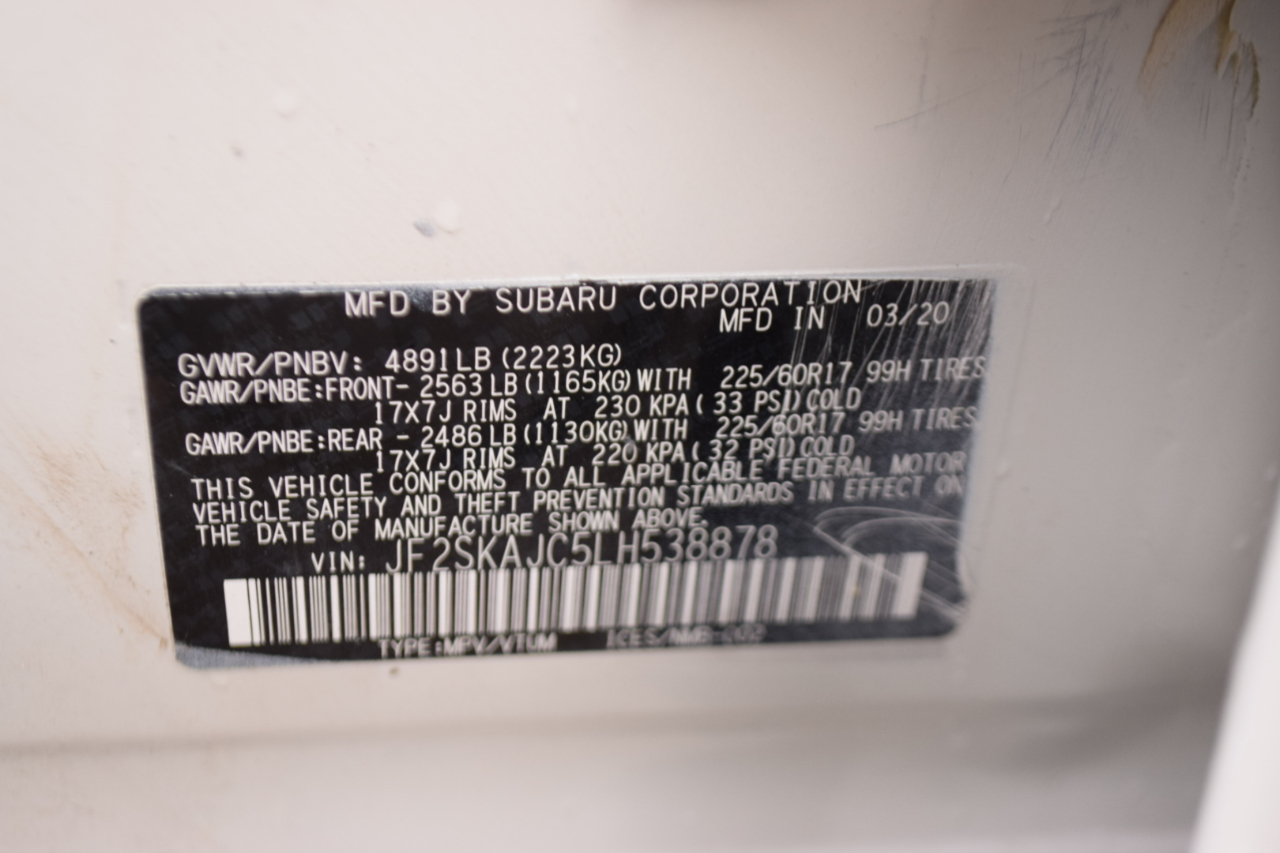 MFD BY SUBARU CORPORATION
MFD IN 03/20
GVWR/PNBV: 4891LB (2223KG)
GAWR/PNBE:FRONT- 2563 LB (1165KG) WITH 225/60R17 99H TIRES
17X7J RIMS AT 230 KPA ( 33 PSI) COLD
GAWR/PNBE:REAR - 2486 LB (1130KG) WITH 225/60R17 99H TIRES
17X7J RIMS AT 220 KPA ( 32 PSI) COLD
THIS VEHICLE CONFORMS TO ALL APPLICABLE FEDERAL MOTOR
VEHICLE SAFETY AND THEFT PREVENTION STANDARDS IN EFFECT ON
THE DATE OF MANUFACTURE SHOWN ABOVE.
VIN: JF2SKAJC5LH538878
TYPE:MPV/VTUM ICES/NMB-002